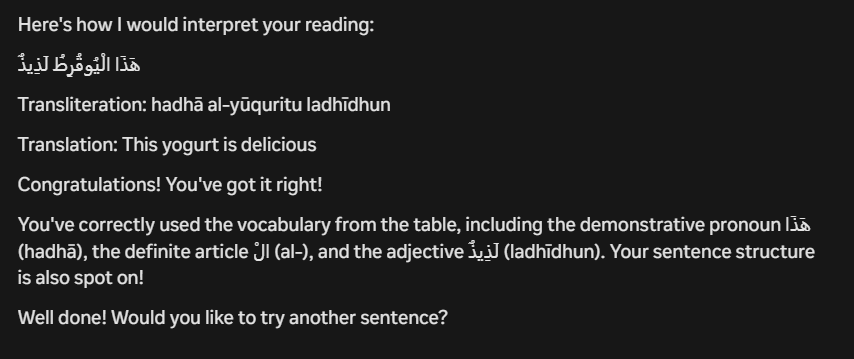 Here's how I would interpret your reading:
هَذَا الْيُوقُرِطُ لَذِيذٌ
Transliteration: hadhā al-yūquritu ladhīdhun
Translation: This yogurt is delicious
Congratulations! You've got it right!
You've correctly used the vocabulary from the table, including the demonstrative pronoun هَذَا
(hadhā), the definite article الْ (al-), and the adjective لَذِيذٌ (ladhīdhun). Your sentence structure
is also spot on!
Well done! Would you like to try another sentence?